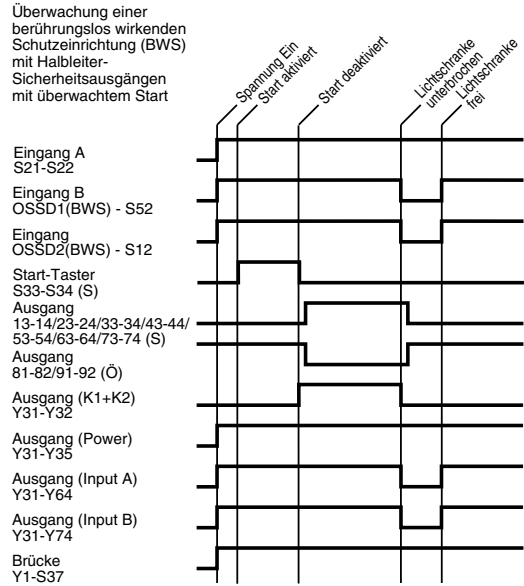 Überwachung einer
berührungslos wirkenden
Schutzeinrichtung (BWS)
mit Halbleiter-
Sicherheitsausgängen
mit überwachtem Start
Spannung Ein
Start aktiviert
Start deaktiviert
Lichtschranke
unterbrochen
Lichtschranke
frei
Eingang A
S21-S22
Eingang B
OSSD1(BWS) - S52
Eingang
OSSD2(BWS) - S12
Start-Taster
S33-S34 (S)
Ausgang
13-14/23-24/33-34/43-44/
53-54/63-64/73-74 (S)
Ausgang
81-82/91-92 (Ö)
Ausgang (K1+K2)
Y31-Y32
Ausgang (Power)
Y31-Y35
Ausgang (Input A)
Y31-Y64
Ausgang (Input B)
Y31-Y74
Brücke
Y1-S37